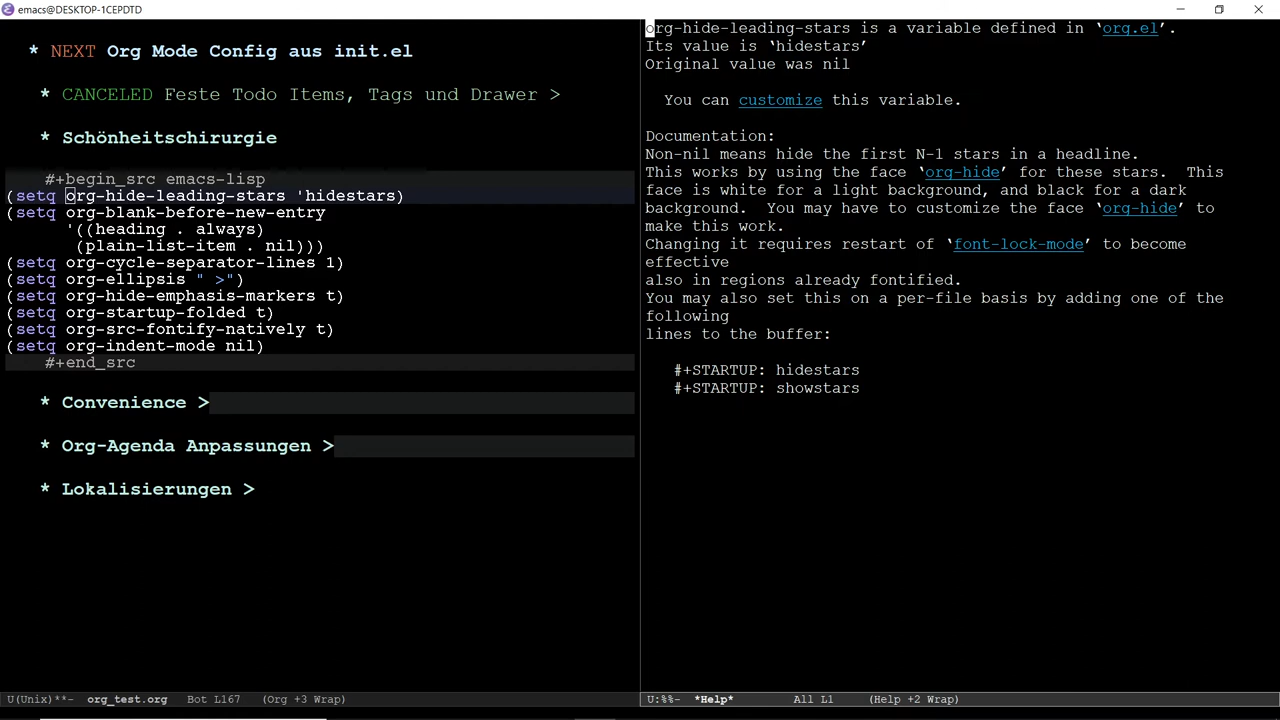 emacs@DESKTOP-1CEPDTD
* NEXT Org Mode Config aus init.el
* CANCELED Feste Todo Items, Tags und Drawer >
* Schönheitschirurgie
#+begin_src emacs-lisp
(setq org-hide-leading-stars 'hidestars)
(setq org-blank-before-new-entry
'((heading . always)
(plain-list-item . nil)))
(setq org-cycle-separator-lines 1)
(setq org-ellipsis " >")
(setq org-hide-emphasis-markers t)
(setq org-startup-folded t)
(setq org-src-fontify-natively t)
(setq org-indent-mode nil)
#+end_src
* Convenience >
* Org-Agenda Anpassungen >
* Lokalisierungen >
U(Unix)**- org_test.org Bot L167 (Org +3 Wrap)
org-hide-leading-stars is a variable defined in ‘org.el’.
Its value is ‘hidestars’
Original value was nil
You can customize this variable.
Documentation:
Non-nil means hide the first N-1 stars in a headline.
This works by using the face ‘org-hide’ for these stars.  This
face is white for a light background, and black for a dark
background.  You may have to customize the face ‘org-hide’ to
make this work.
Changing it requires restart of ‘font-lock-mode’ to become
effective
also in regions already fontified.
You may also set this on a per-file basis by adding one of the
following
lines to the buffer:
#+STARTUP: hidestars
#+STARTUP: showstars
U:%%- *Help* All L1 (Help +2 Wrap)